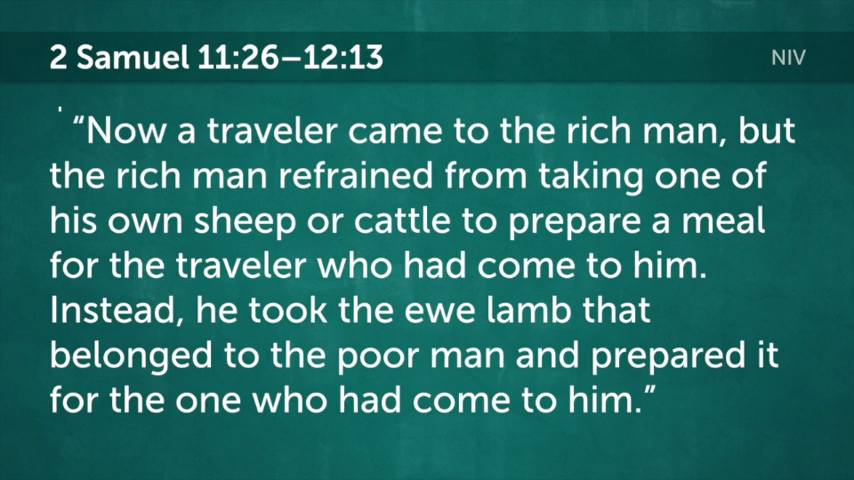 2 Samuel 11:26–12:13
NIV
“Now a traveler came to the rich man, but
the rich man refrained from taking one of
his own sheep or cattle to prepare a meal
for the traveler who had come to him.
Instead, he took the ewe lamb that
belonged to the poor man and prepared it
for the one who had come to him.”